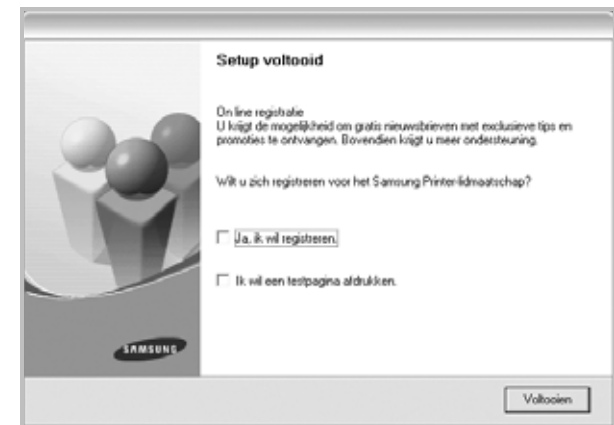 Setup voltooid
On line registratie
U krijgt de mogelijkheid om gratis nieuwsbrieven met exclusieve tips en
promoties te ontvangen. Bovendien krijgt u meer ondersteuning.
Wilt u zich registreren voor het Samsung Printer-lidmaatschap?
Ja, ik wil registreren.
Ik wil een testpagina afdrukken.
SAMSUNG
Voltooien